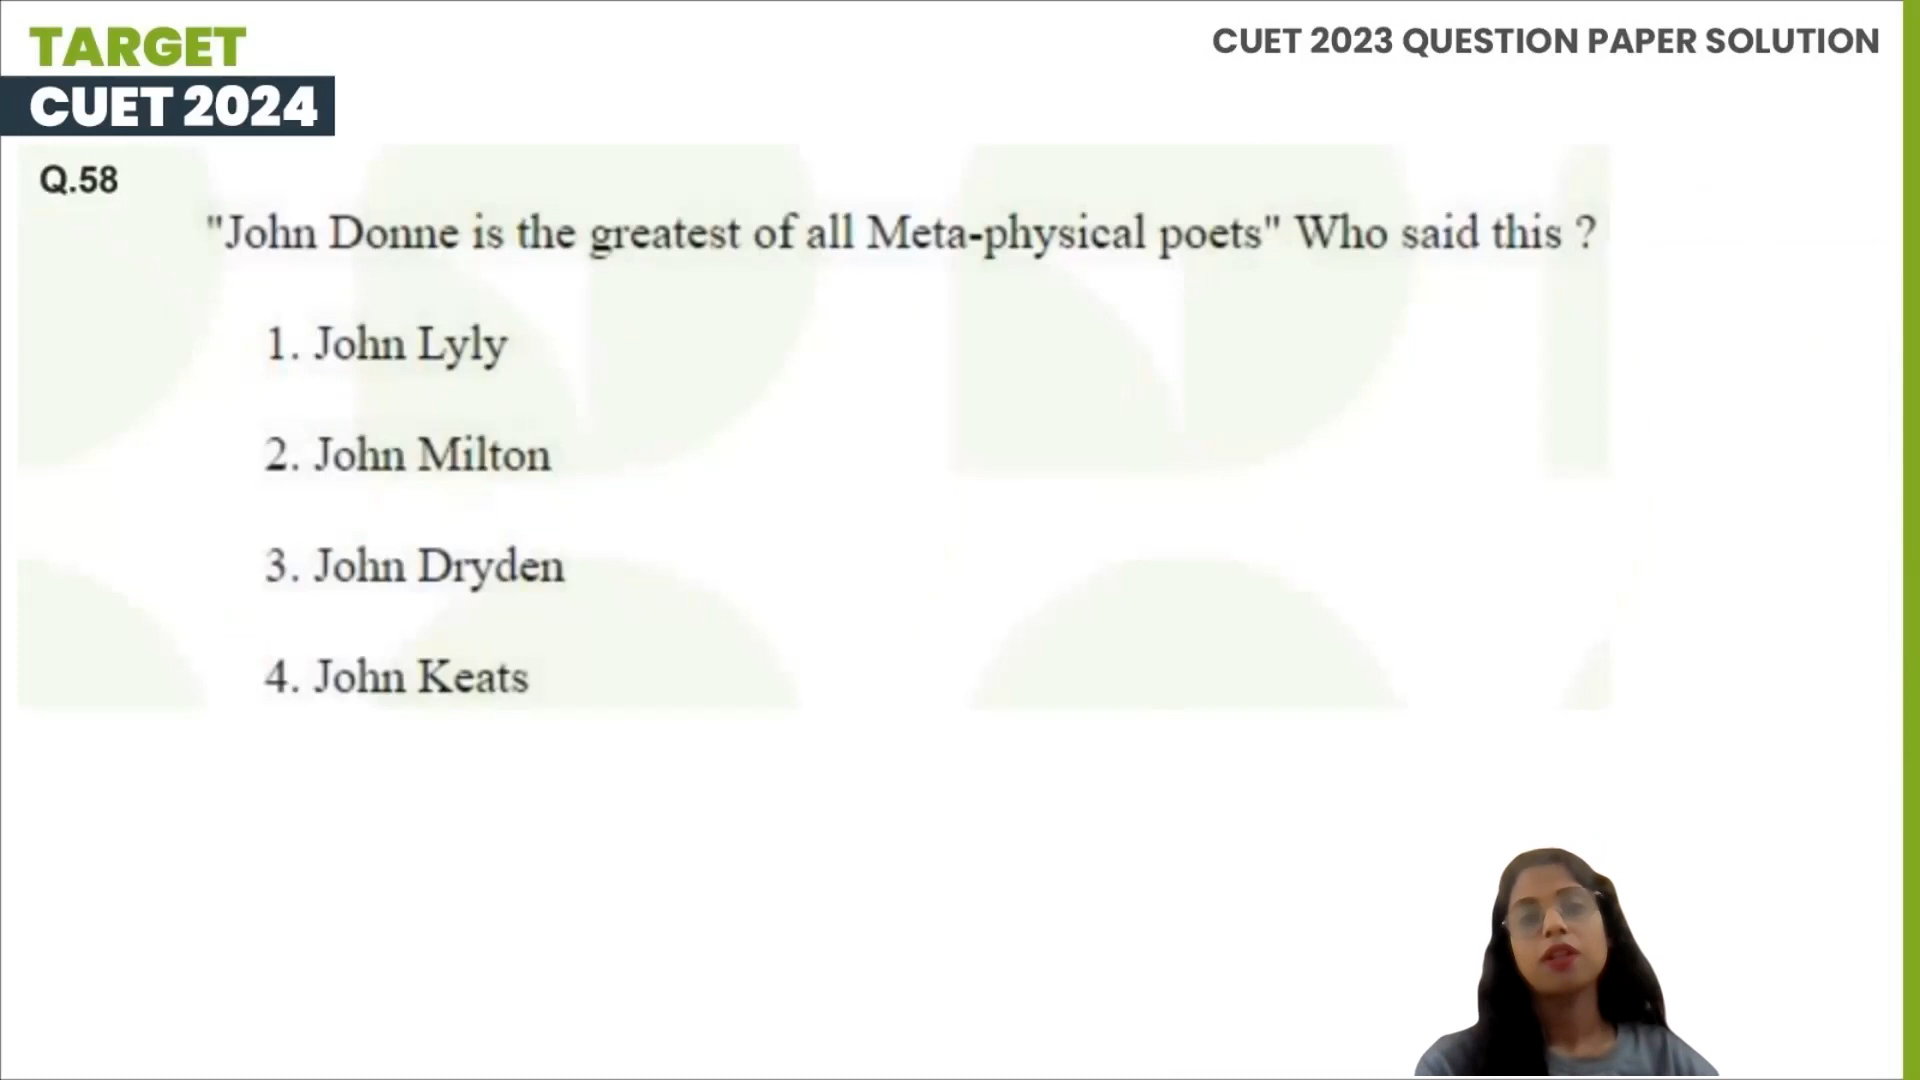 TARGET
CUET 2024
CUET 2023 QUESTION PAPER SOLUTION
Q.58
"John Donne is the greatest of all Meta-physical poets" Who said this ?
1. John Lyly
2. John Milton
3. John Dryden
4. John Keats